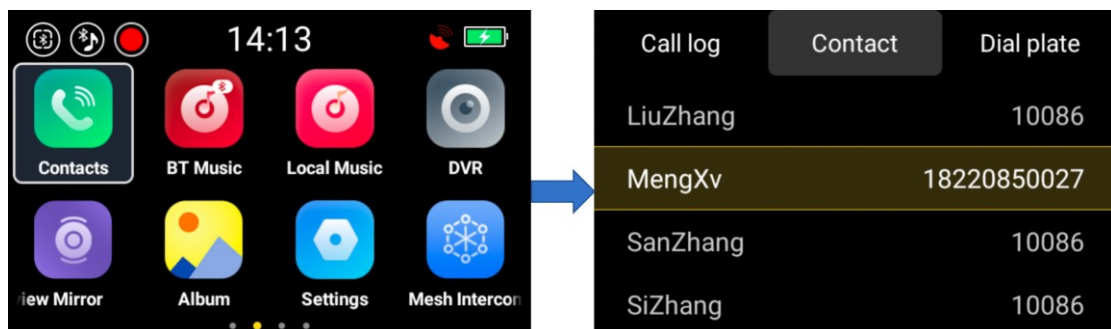 14:13
Contacts
BT Music
Local Music
DVR
iew Mirror
Album
Settings
Mesh Intercon
Call log
Contact
Dial plate
LiuZhang 10086
MengXv 18220850027
SanZhang 10086
SiZhang 10086